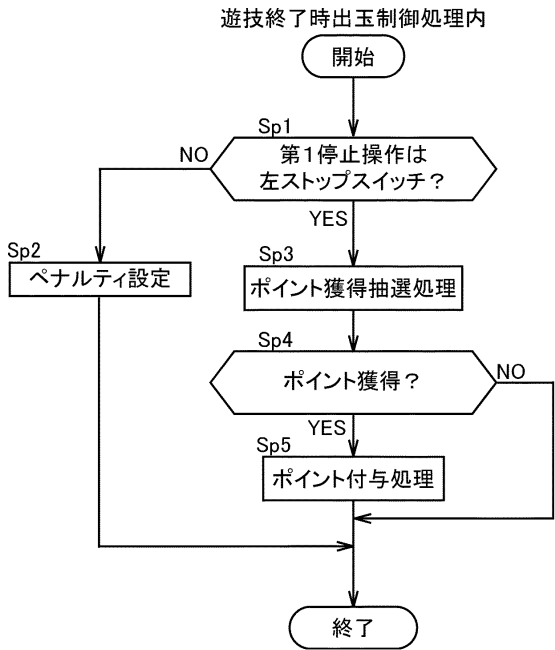 遊技終了時出玉制御処理内
開始
Sp1
第1停止操作は
左ストップスイッチ?
NO
YES
Sp2
ペナルティ設定
Sp3
ポイント獲得抽選処理
Sp4
ポイント獲得?
NO
YES
Sp5
ポイント付与処理
終了